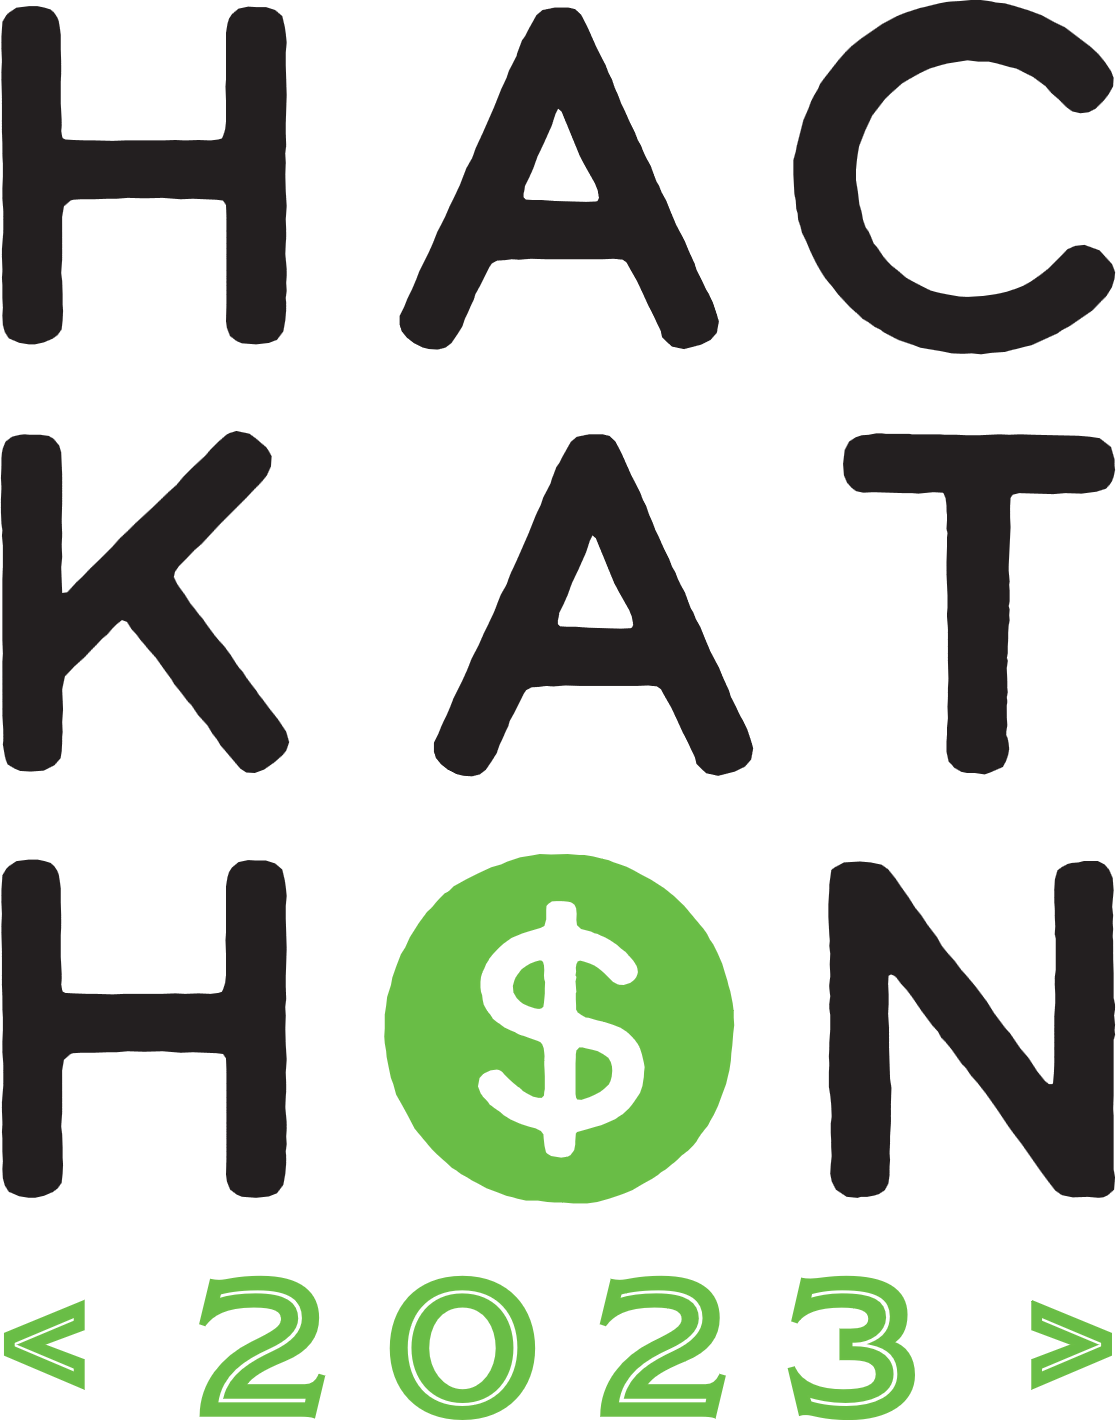 HAC
KAT
H$N
< 2023 >